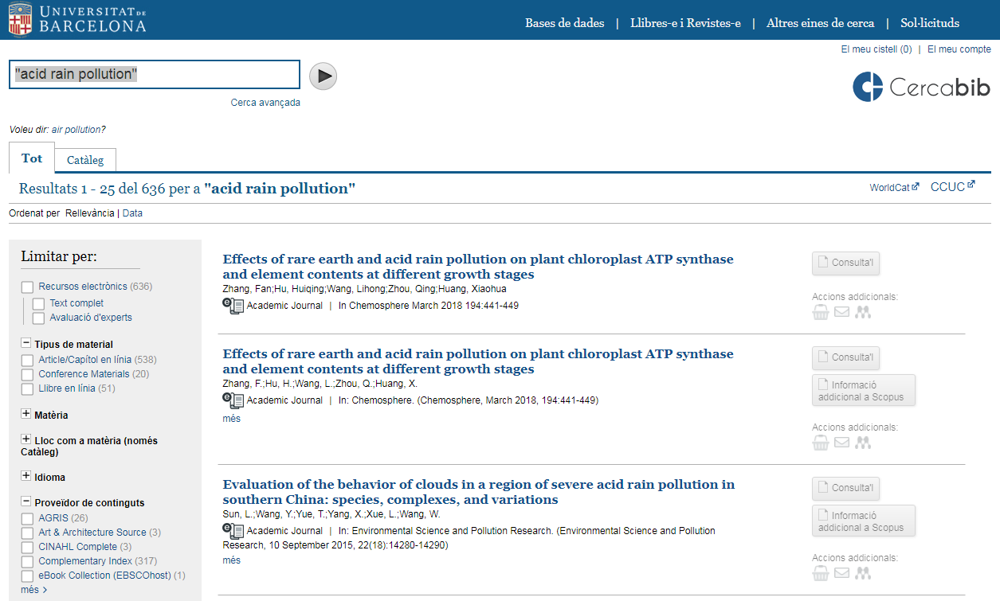 UNIVERSITAT DE
BARCELONA
Bases de dades | Llibres-e i Revistes-e | Altres eines de cerca | Sol·licituds
El meu cistell (0) | El meu compte
"acid rain pollution"
Cercabib
Cerca avançada
Voleu dir: air pollution?
Tot
Catàleg
Resultats 1 - 25 del 636 per a "acid rain pollution"
WorldCat
CCUC
Ordenat per Rellevància | Data
Limitar per:
Recursos electrònics (636)
Text complet
Avaluació d'experts
Tipus de material
Article/Capítol en línia (538)
Conference Materials (20)
Llibre en línia (51)
Matèria
Lloc com a matèria (només
Catàleg)
Idioma
Proveïdor de continguts
AGRIS (26)
Art & Architecture Source (3)
CINAHL Complete (3)
Complementary Index (317)
eBook Collection (EBSCOhost) (1)
més >
Effects of rare earth and acid rain pollution on plant chloroplast ATP synthase
and element contents at different growth stages
Zhang, Fan;Hu, Huiqing;Wang, Lihong;Zhou, Qing;Huang, Xiaohua
Academic Journal | In Chemosphere March 2018 194:441-449
Consulta'l
Accions addicionals:
Effects of rare earth and acid rain pollution on plant chloroplast ATP synthase
and element contents at different growth stages
Zhang, F.;Hu, H.;Wang, L.;Zhou, Q.;Huang, X.
Academic Journal | In: Chemosphere. (Chemosphere, March 2018, 194:441-449)
més
Consulta'l
Informació
addicional a Scopus
Accions addicionals:
Evaluation of the behavior of clouds in a region of severe acid rain pollution in
southern China: species, complexes, and variations
Sun, L.;Wang, Y.;Yue, T.;Yang, X.;Xue, L.;Wang, W.
Academic Journal | In: Environmental Science and Pollution Research. (Environmental Science and Pollution
Research, 10 September 2015, 22(18):14280-14290)
més
Consulta'l
Informació
addicional a Scopus
Accions addicionals: